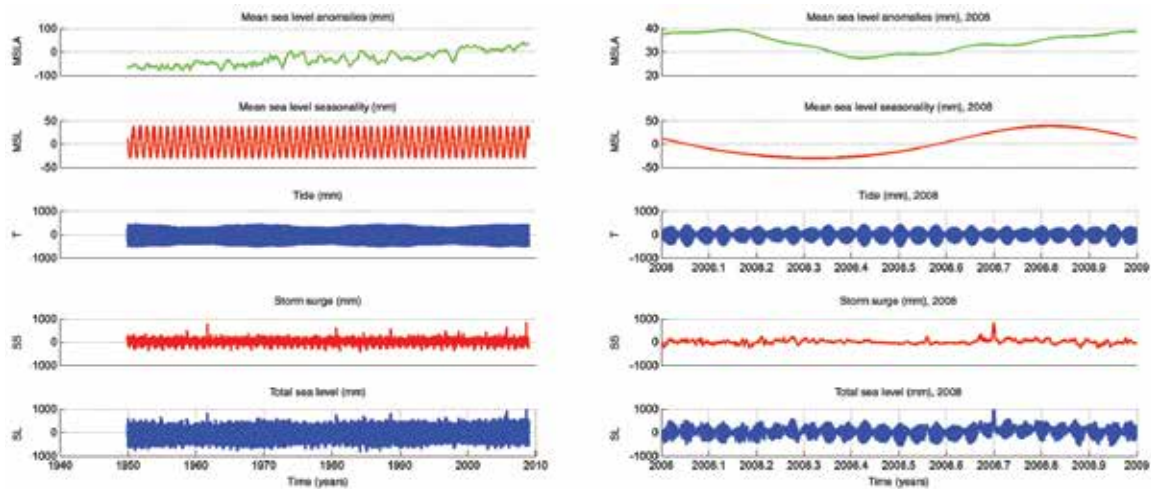 Mean sea level anomalies (mm)
MSLA
100
0
-100
Mean sea level seasonality (mm)
MSL
50
0
-50
Tide (mm)
T
1000
0
-1000
Storm surge (mm)
SS
1000
0
-1000
Total sea level (mm)
SL
1000
0
-1000
1940 1950 1960 1970 1980 1990 2000 2010
Time (years)
Mean sea level anomalies (mm), 2008
MSLA
40
30
20
Mean sea level seasonality (mm), 2008
MSL
50
0
-50
Tide (mm), 2008
T
1000
0
-1000
2008 2008.1 2008.2 2008.3 2008.4 2008.5 2008.6 2008.7 2008.8 2008.9 2009
Storm surge (mm), 2008
SS
1000
0
-1000
Total sea level (mm), 2008
SL
1000
0
-1000
2008 2008.1 2008.2 2008.3 2008.4 2008.5 2008.6 2008.7 2008.8 2008.9 2009
Time (years)